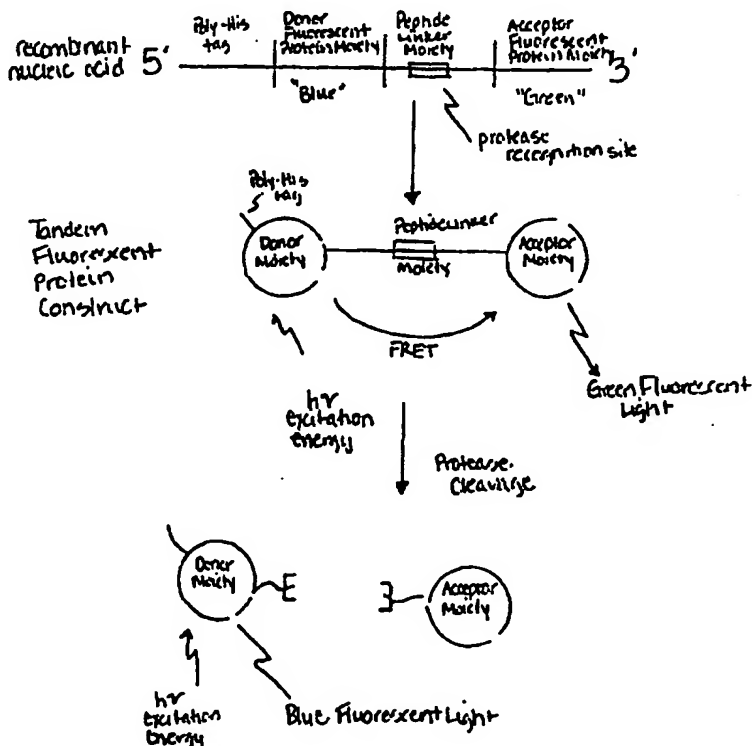 recombinant
nucleic acid
5'
Poly-His
tag
Donor
Fluorescent
Protein Moiety
"Blue"
Peptide
Linker
Moiety
Acceptor
Fluorescent
Protein Moiety
"Green"
3'
protease
recognition site
Tandem
Fluorescent
Protein
Construct
Poly-His
tag
Donor
Moiety
Peptide Linker
Moiety
Acceptor
Moiety
FRET
hν
excitation
energy
Green Fluorescent
Light
Protease
Cleavage
Donor
Moiety
Acceptor
Moiety
hν
excitation
energy
Blue Fluorescent Light